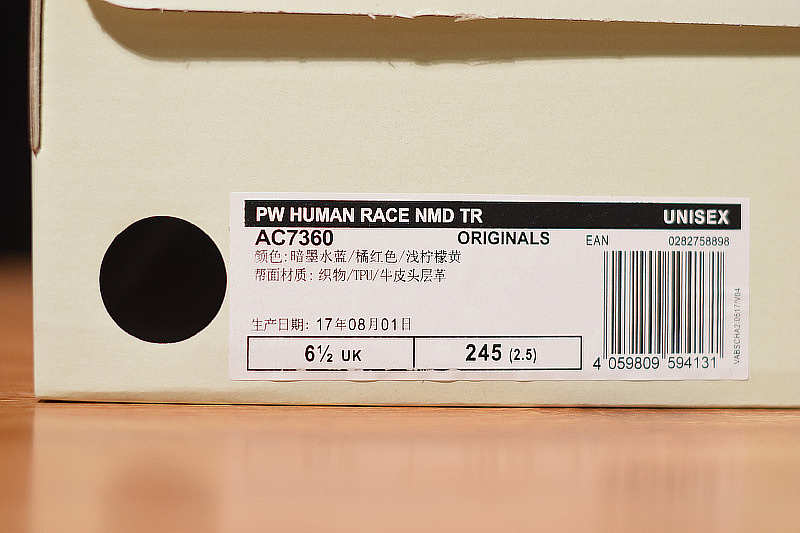 PW HUMAN RACE NMD TR UNISEX
AC7360 ORIGINALS EAN 0282758898
颜色:暗墨水蓝/橘红色/浅柠檬黄
帮面材质: 织物/TPU/牛皮头层革
生产日期: 17年08月01日
6½ UK 245 (2.5)
4 059809 594131